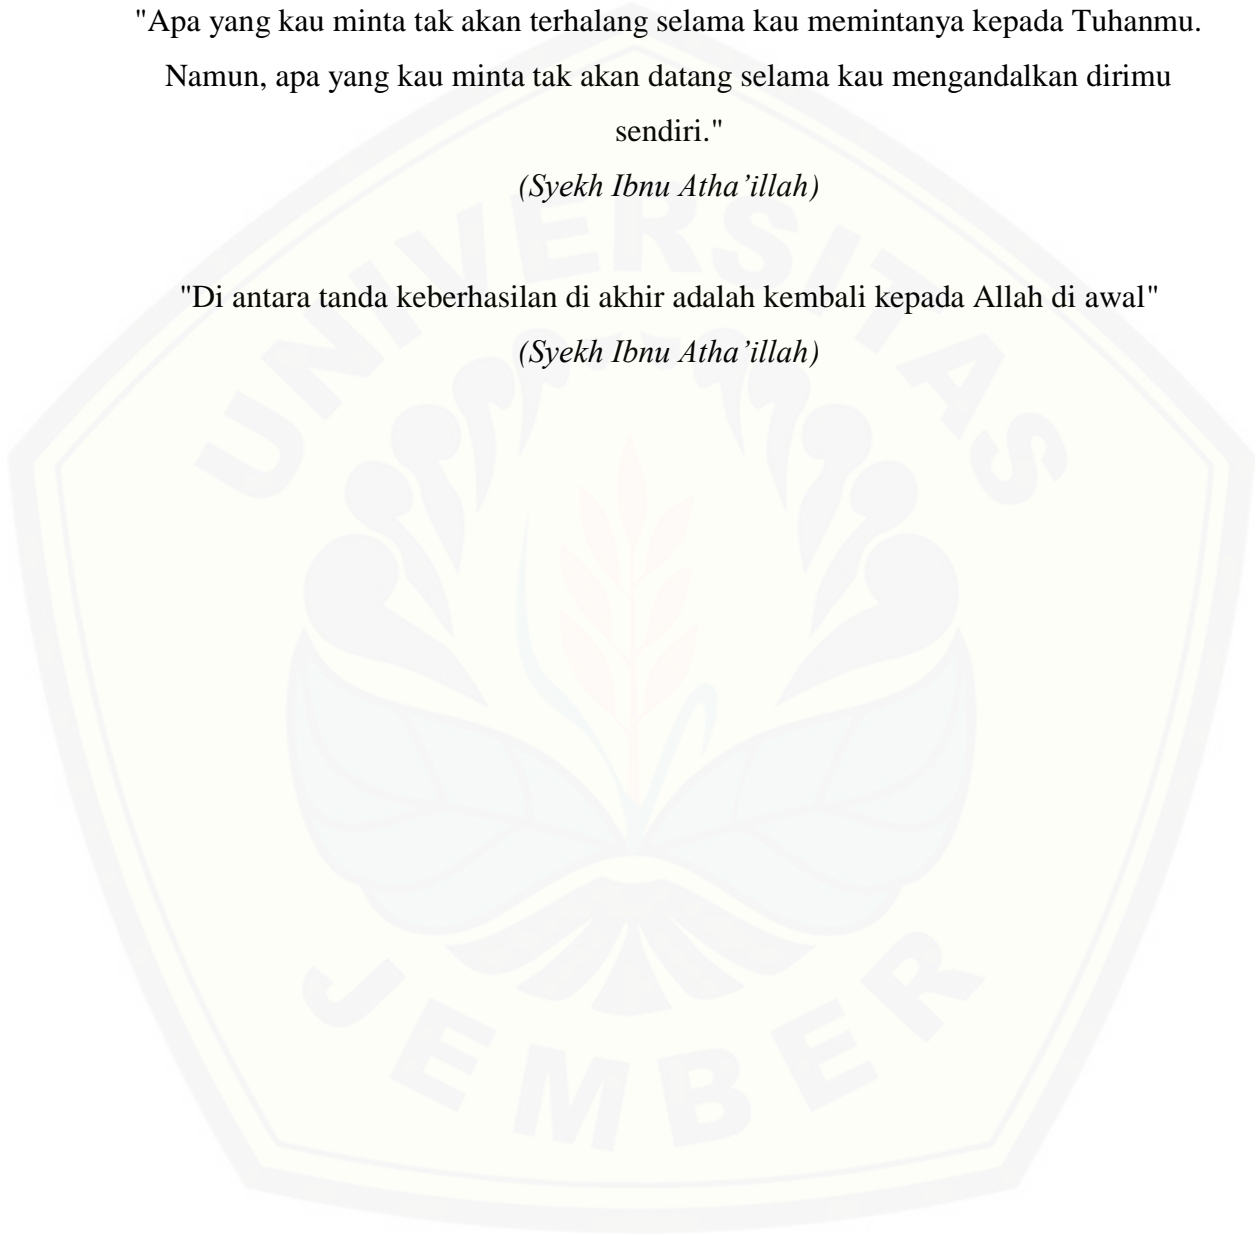 "Apa yang kau minta tak akan terhalang selama kau memintanya kepada Tuhanmu.
Namun, apa yang kau minta tak akan datang selama kau mengandalkan dirimu
sendiri."
(Syekh Ibnu Atha’illah)
"Di antara tanda keberhasilan di akhir adalah kembali kepada Allah di awal"
(Syekh Ibnu Atha’illah)
UNIVERSITAS
JEMBER